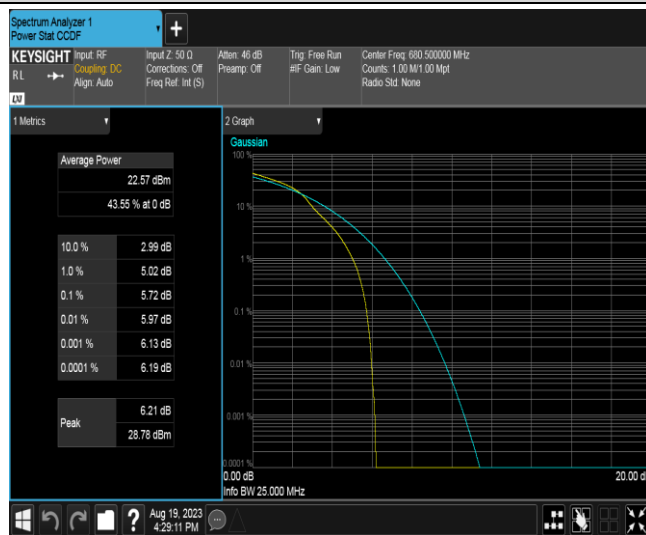 Spectrum Analyzer 1
Power Stat CCDF
KEYSIGHT
RL
LXI
Input: RF
Coupling: DC
Align: Auto
Input Z: 50 Ω
Corrections: Off
Freq Ref: Int (S)
Atten: 46 dB
Preamp: Off
Trig: Free Run
#IF Gain: Low
Center Freq: 680.500000 MHz
Counts: 1.00 M/1.00 Mpt
Radio Std: None
1 Metrics
Average Power
22.57 dBm
43.55 % at 0 dB
10.0 % 2.99 dB
1.0 % 5.02 dB
0.1 % 5.72 dB
0.01 % 5.97 dB
0.001 % 6.13 dB
0.0001 % 6.19 dB
Peak
6.21 dB
28.78 dBm
2 Graph
Gaussian
100 %
10 %
1 %
0.1 %
0.01 %
0.001 %
0.0001 %
0.00 dB
20.00 d
Info BW 25.000 MHz
?
Aug 19, 2023
4:29:11 PM